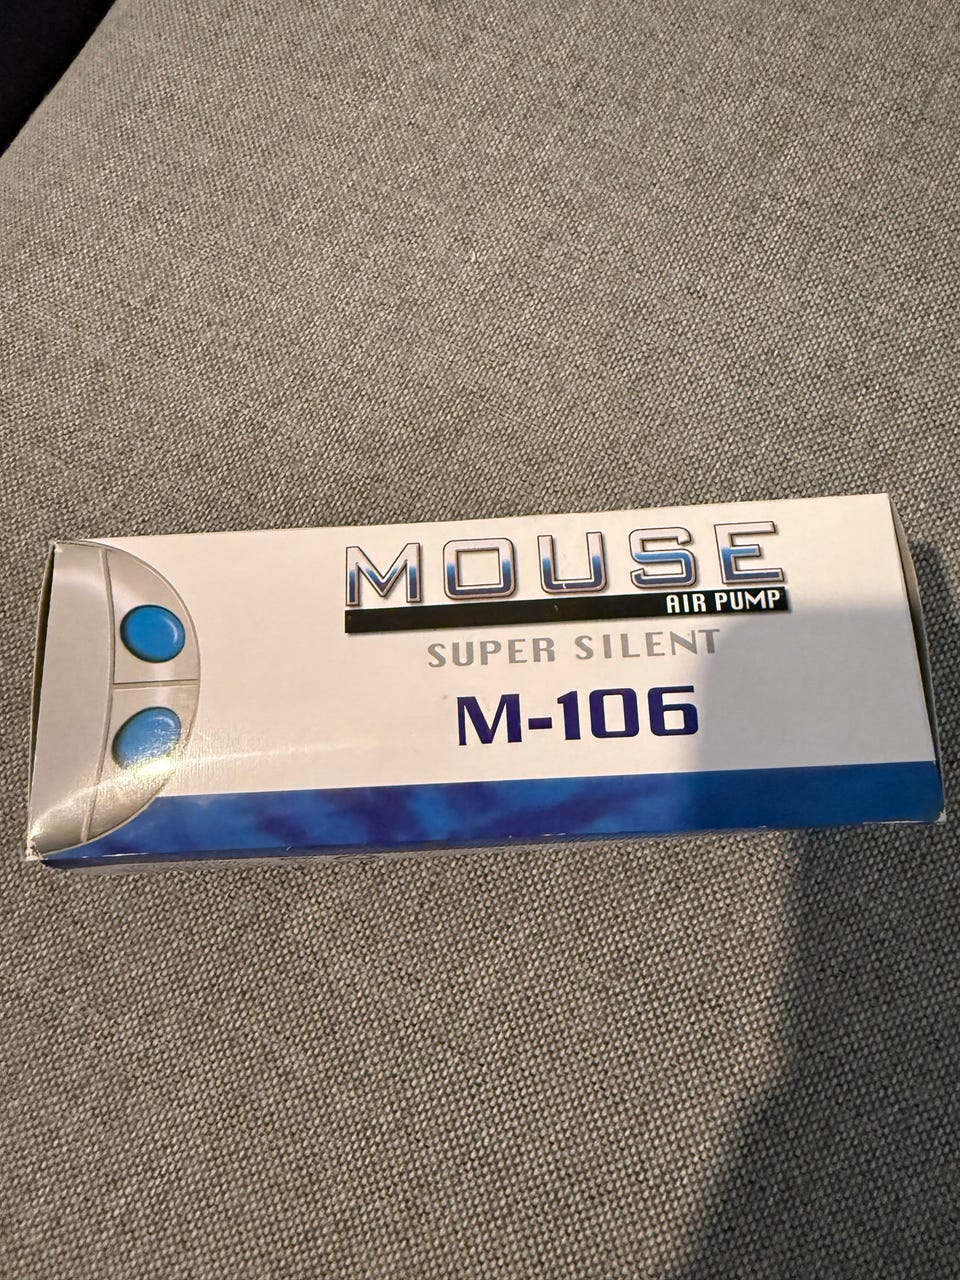 MOUSE
AIR PUMP
SUPER SILENT
M-106